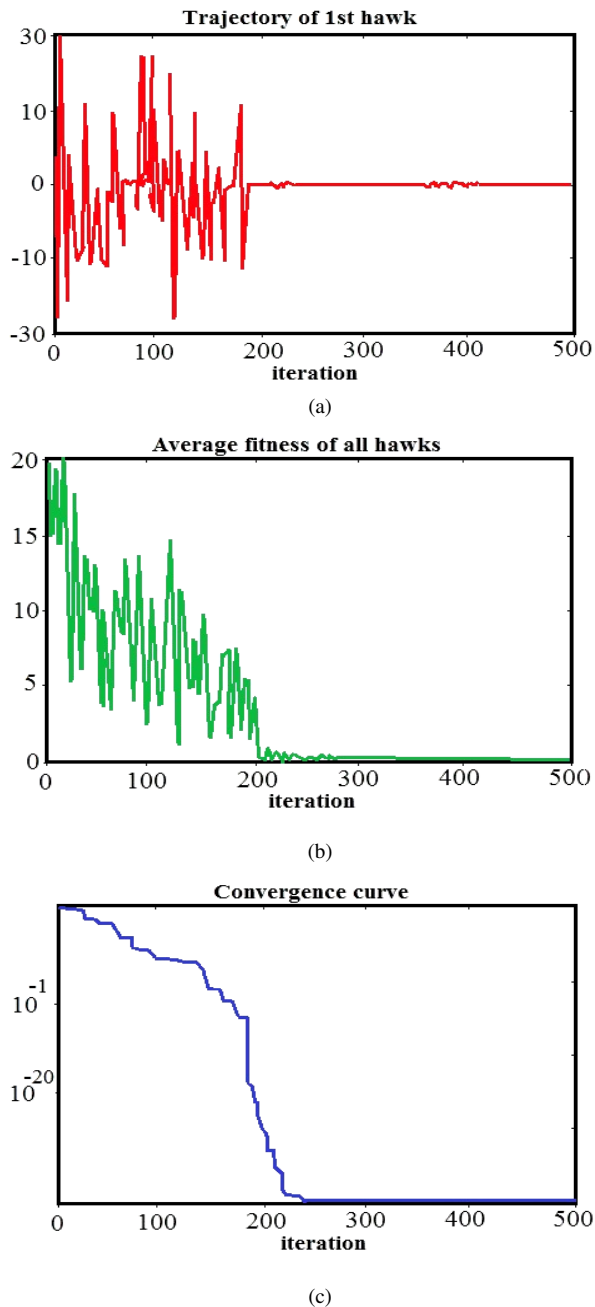 Trajectory of 1st hawk
30
10
0
-10
-30
0 100 200 300 400 500
iteration
(a)
Average fitness of all hawks
20
15
10
5
0
0 100 200 300 400 500
iteration
(b)
Convergence curve
10^-1
10^-20
0 100 200 300 400 500
iteration
(c)